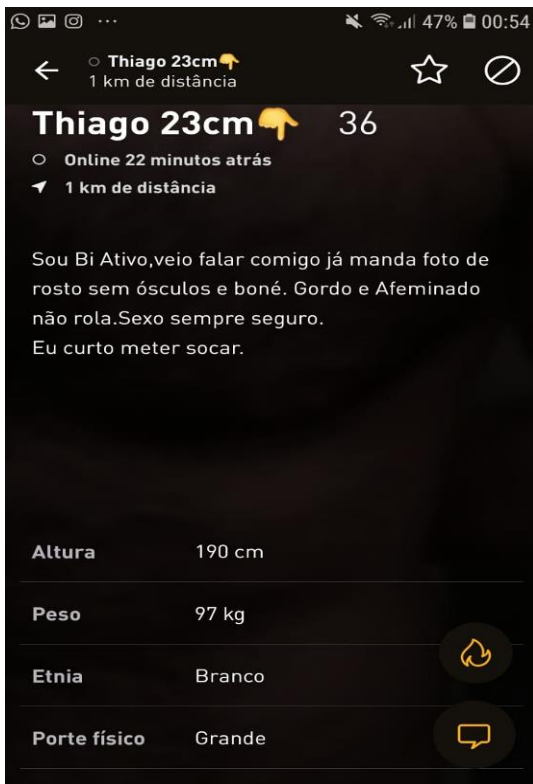 47% 00:54
Thiago 23cm👇
1 km de distância
Thiago 23cm👇 36
Online 22 minutos atrás
1 km de distância
Sou Bi Ativo,veio falar comigo já manda foto de
rosto sem ósculos e boné. Gordo e Afeminado
não rola.Sexo sempre seguro.
Eu curto meter socar.
Altura 190 cm
Peso 97 kg
Etnia Branco
Porte físico Grande